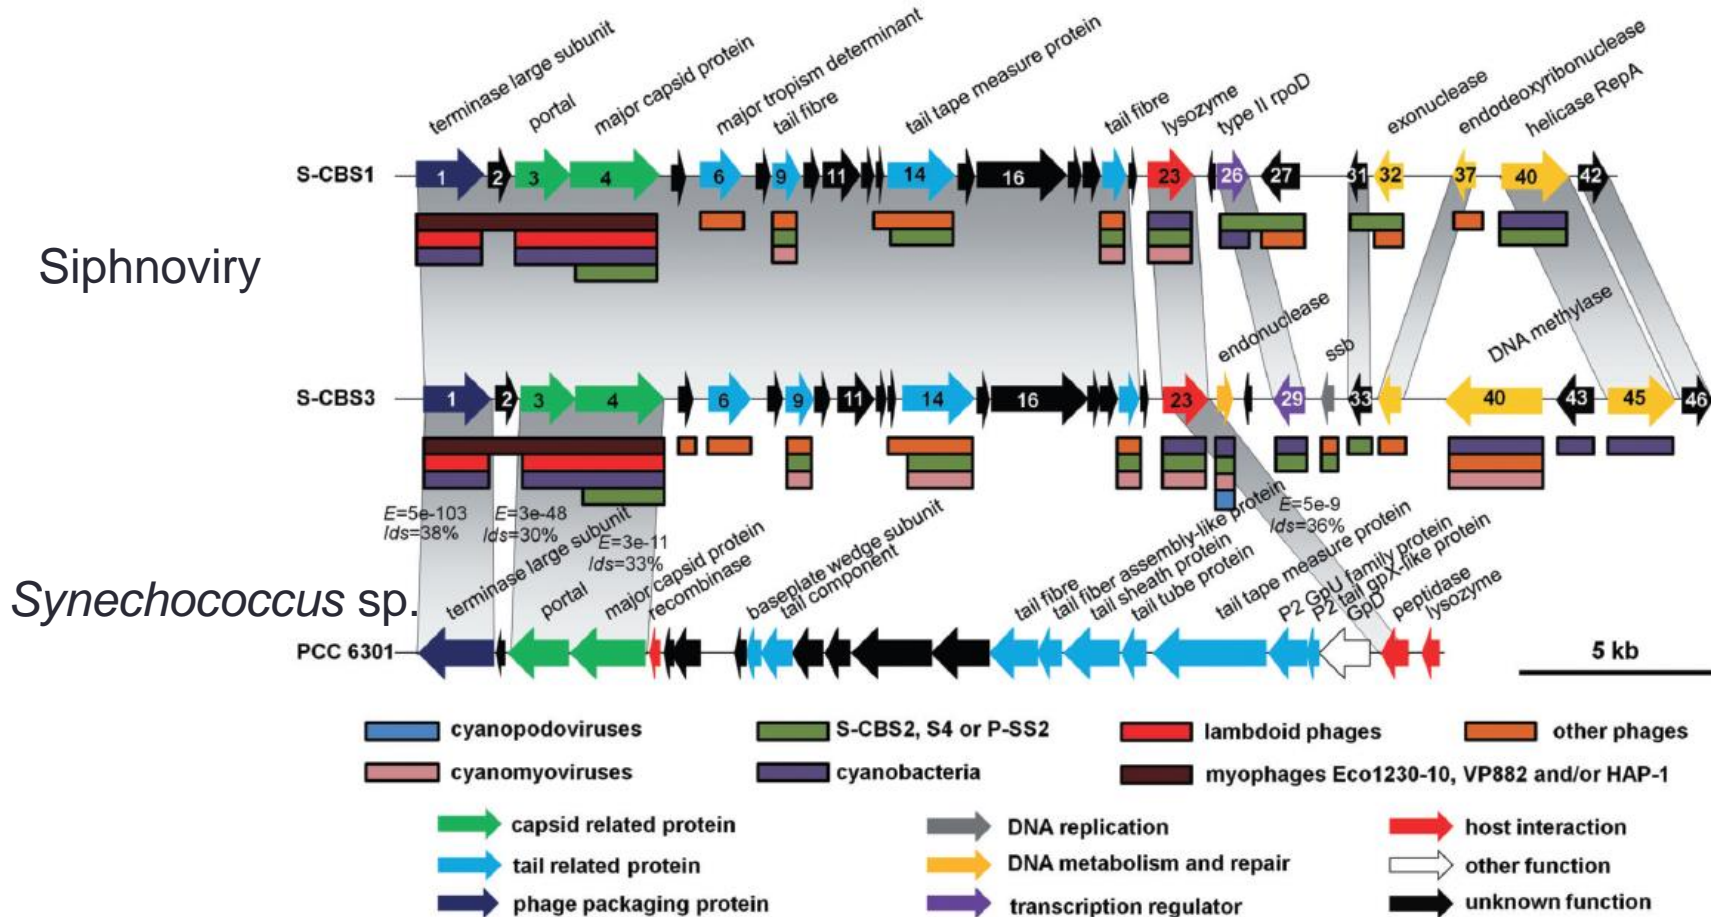 terminase large subunit
portal
major capsid protein
major tropism determinant
tail fibre
tail tape measure protein
tail fibre
lysozyme
type II rpoD
exonuclease
endodeoxyribonuclease
helicase RepA
S-CBS1
1 2 3 4 6 9 11 14 16 23 26 27 31 32 37 40 42
Siphnoviry
endonuclease
ssb
DNA methylase
S-CBS3
1 2 3 4 6 9 11 14 16 23 29 33 40 43 45 46
E=5e-103
Ids=38%
E=3e-48
Ids=30%
E=3e-11
Ids=33%
E=5e-9
Ids=36%
Synechococcus sp.
terminase large subunit
portal
major capsid protein
recombinase
baseplate wedge subunit
tail component
tail fibre
tail fiber assembly-like protein
tail sheath protein
tail tube protein
tail tape measure protein
P2 GpU family protein
P2 tail gpX-like protein
GpD
peptidase
lysozyme
PCC 6301
5 kb
cyanopodoviruses
S-CBS2, S4 or P-SS2
lambdoid phages
other phages
cyanomyoviruses
cyanobacteria
myophages Eco1230-10, VP882 and/or HAP-1
capsid related protein
DNA replication
host interaction
tail related protein
DNA metabolism and repair
other function
phage packaging protein
transcription regulator
unknown function